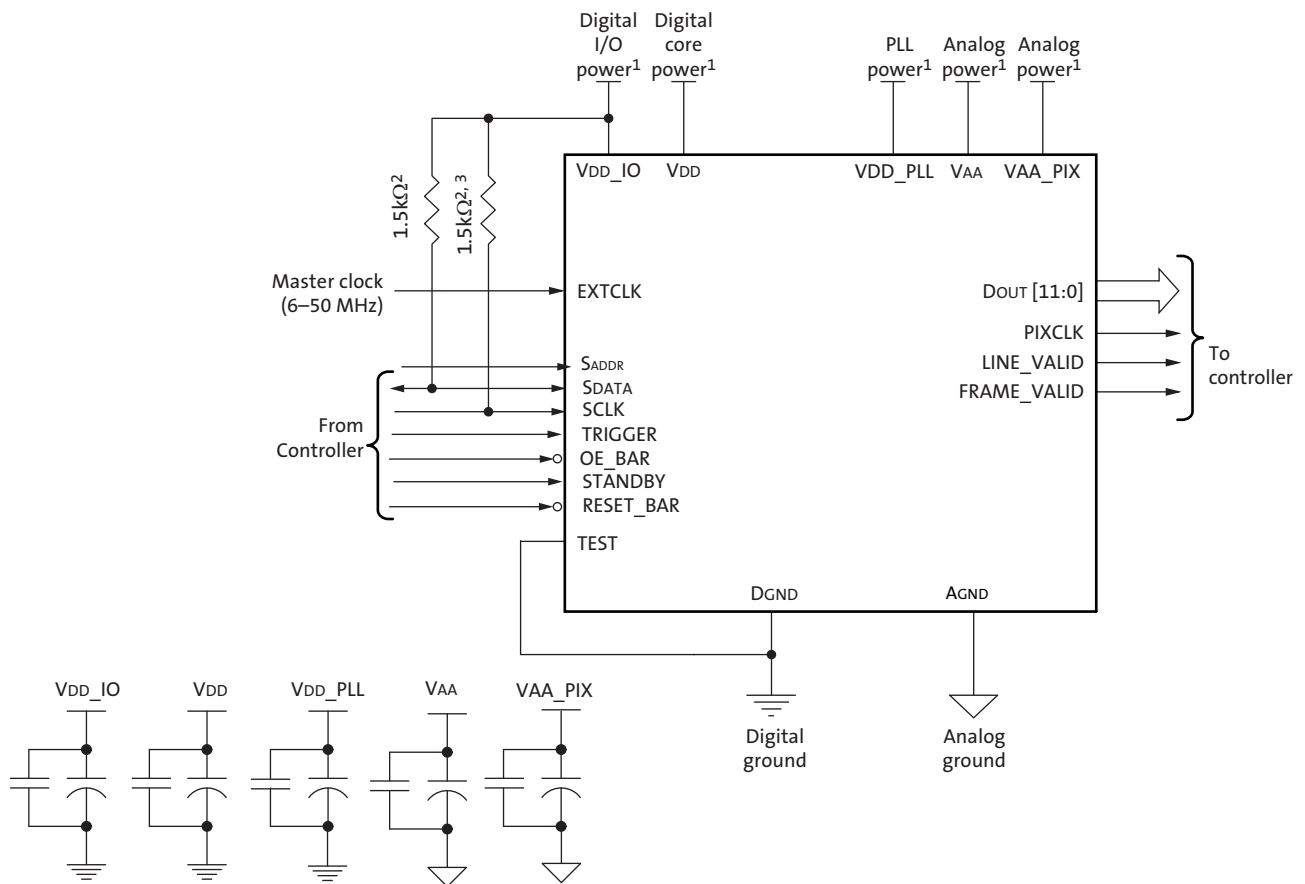 Digital
I/O
power1
Digital
core
power1
PLL
power1
Analog
power1
Analog
power1
VDD_IO
VDD
VDD_PLL
VAA
VAA_PIX
1.5kΩ2
1.5kΩ2, 3
Master clock
(6–50 MHz)
EXTCLK
SADDR
SDATA
SCLK
TRIGGER
OE_BAR
STANDBY
RESET_BAR
TEST
From
Controller
DOUT [11:0]
PIXCLK
LINE_VALID
FRAME_VALID
To
controller
DGND
AGND
Digital
ground
Analog
ground
VDD_IO
VDD
VDD_PLL
VAA
VAA_PIX